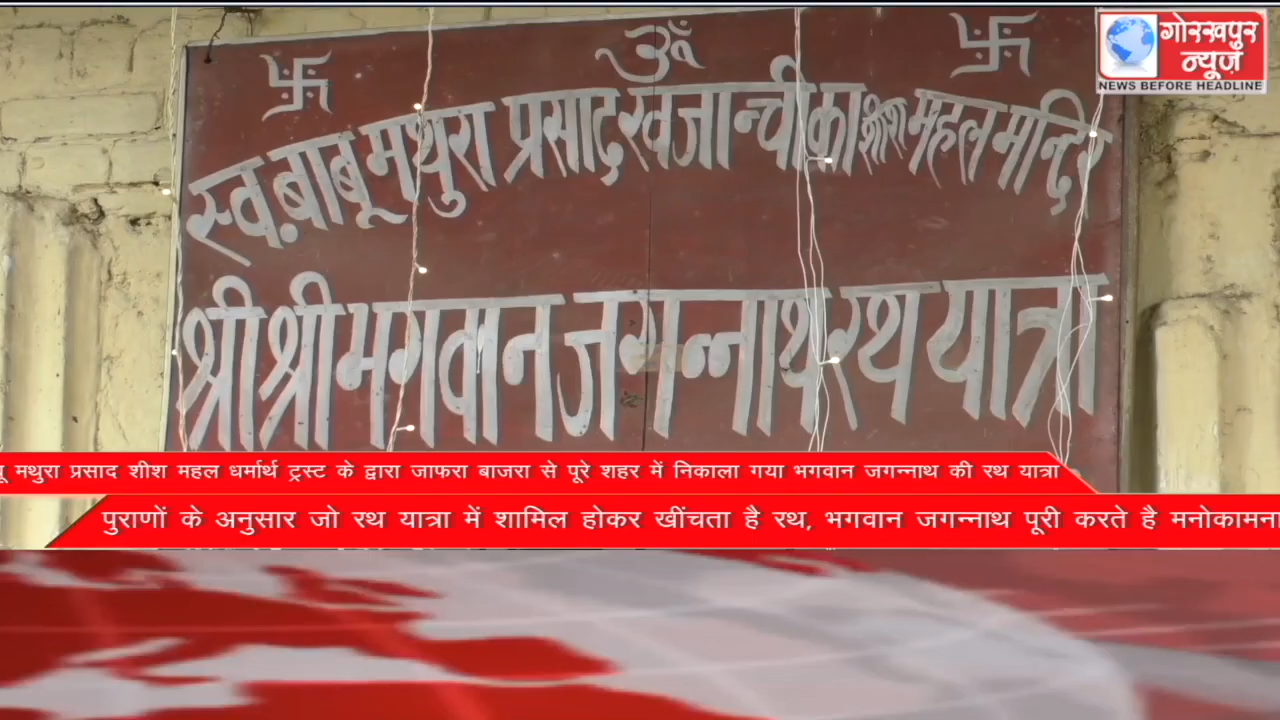 गोरखपुर
न्यूज़
NEWS BEFORE HEADLINE
ॐ
स्व. बाबू मथुरा प्रसाद खजान्ची का शीश महल मन्दिर
श्री श्री भगवान जगन्नाथ रथ यात्रा
मथुरा प्रसाद शीश महल धर्मार्थ ट्रस्ट के द्वारा जाफरा बाजरा से पूरे शहर में निकाला गया भगवान जगन्नाथ की रथ यात्रा
पुराणों के अनुसार जो रथ यात्रा में शामिल होकर खींचता है रथ, भगवान जगन्नाथ पूरी करते है मनोकामना